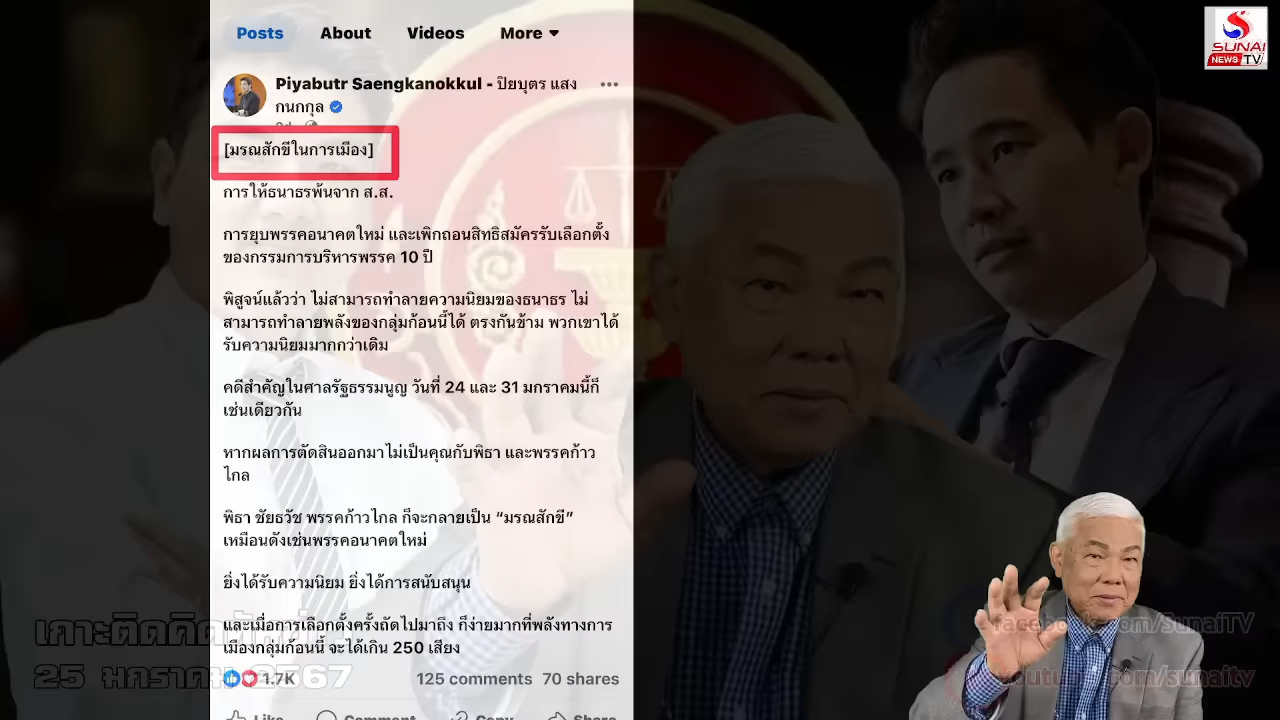 Posts About Videos More
SUNAI
NEWS TV
Piyabutr Saengkanokkul - ปิยบุตร แสง
กนกกุล
[มรณสักขีในการเมือง]
การให้ธนาธรพ้นจาก ส.ส.
การยุบพรรคอนาคตใหม่ และเพิกถอนสิทธิสมัครรับเลือกตั้ง
ของกรรมการบริหารพรรค 10 ปี
พิสูจน์แล้วว่า ไม่สามารถทำลายความนิยมของธนาธร ไม่
สามารถทำลายพลังของกลุ่มก้อนนี้ได้ ตรงกันข้าม พวกเขาได้
รับความนิยมมากกว่าเดิม
คดีสำคัญในศาลรัฐธรรมนูญ วันที่ 24 และ 31 มกราคมนี้ก็
เช่นเดียวกัน
หากผลการตัดสินออกมาไม่เป็นคุณกับพิธา และพรรคก้าว
ไกล
พิธา ชัยธวัช พรรคก้าวไกล ก็จะกลายเป็น “มรณสักขี”
เหมือนดังเช่นพรรคอนาคตใหม่
ยิ่งได้รับความนิยม ยิ่งได้การสนับสนุน
และเมื่อการเลือกตั้งครั้งถัดไปมาถึง ก็ง่ายมากที่พลังทางการ
เมืองกลุ่มก้อนนี้ จะได้เกิน 250 เสียง
1.7K 125 comments 70 shares
Like Comment Copy Share
เกาะติดคิด
25 มกราคม 2567
facebook.com/SunaiTV
youtube.com/sunaitv